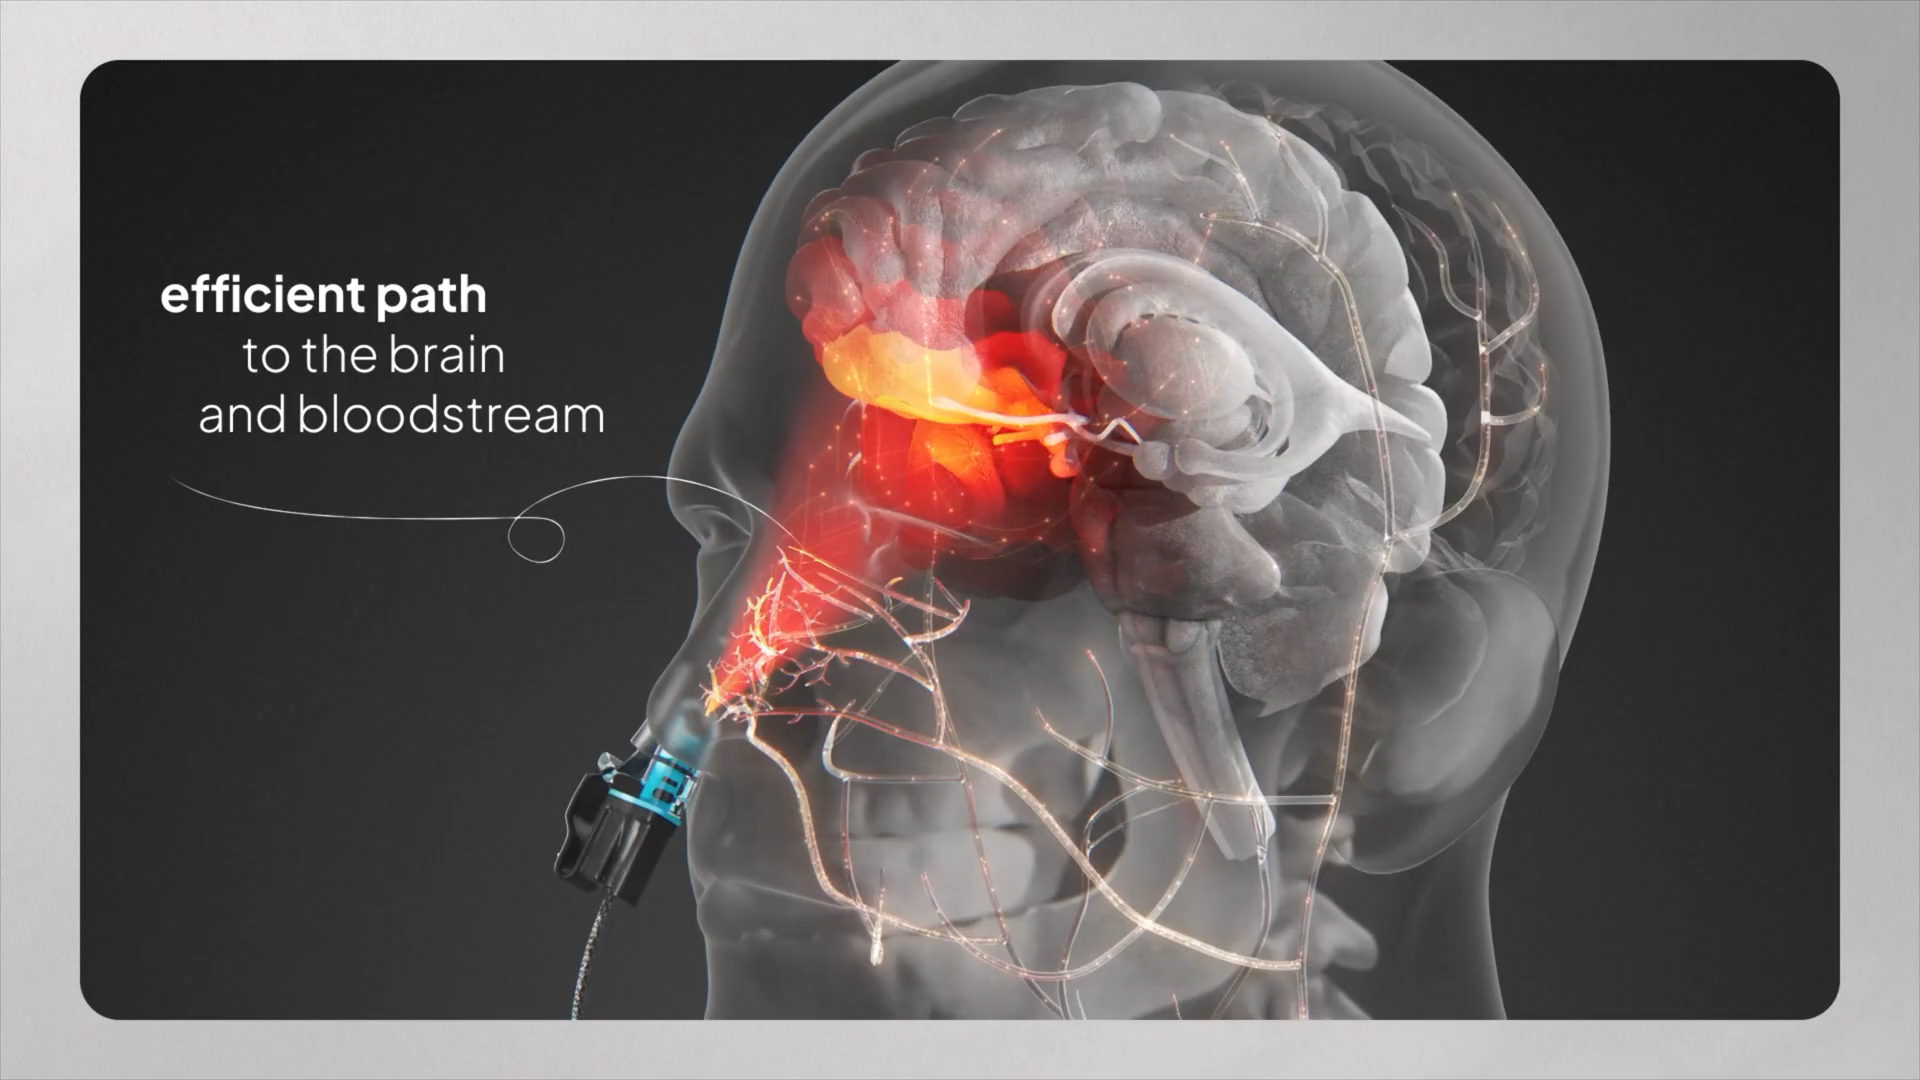 efficient path
to the brain
and bloodstream